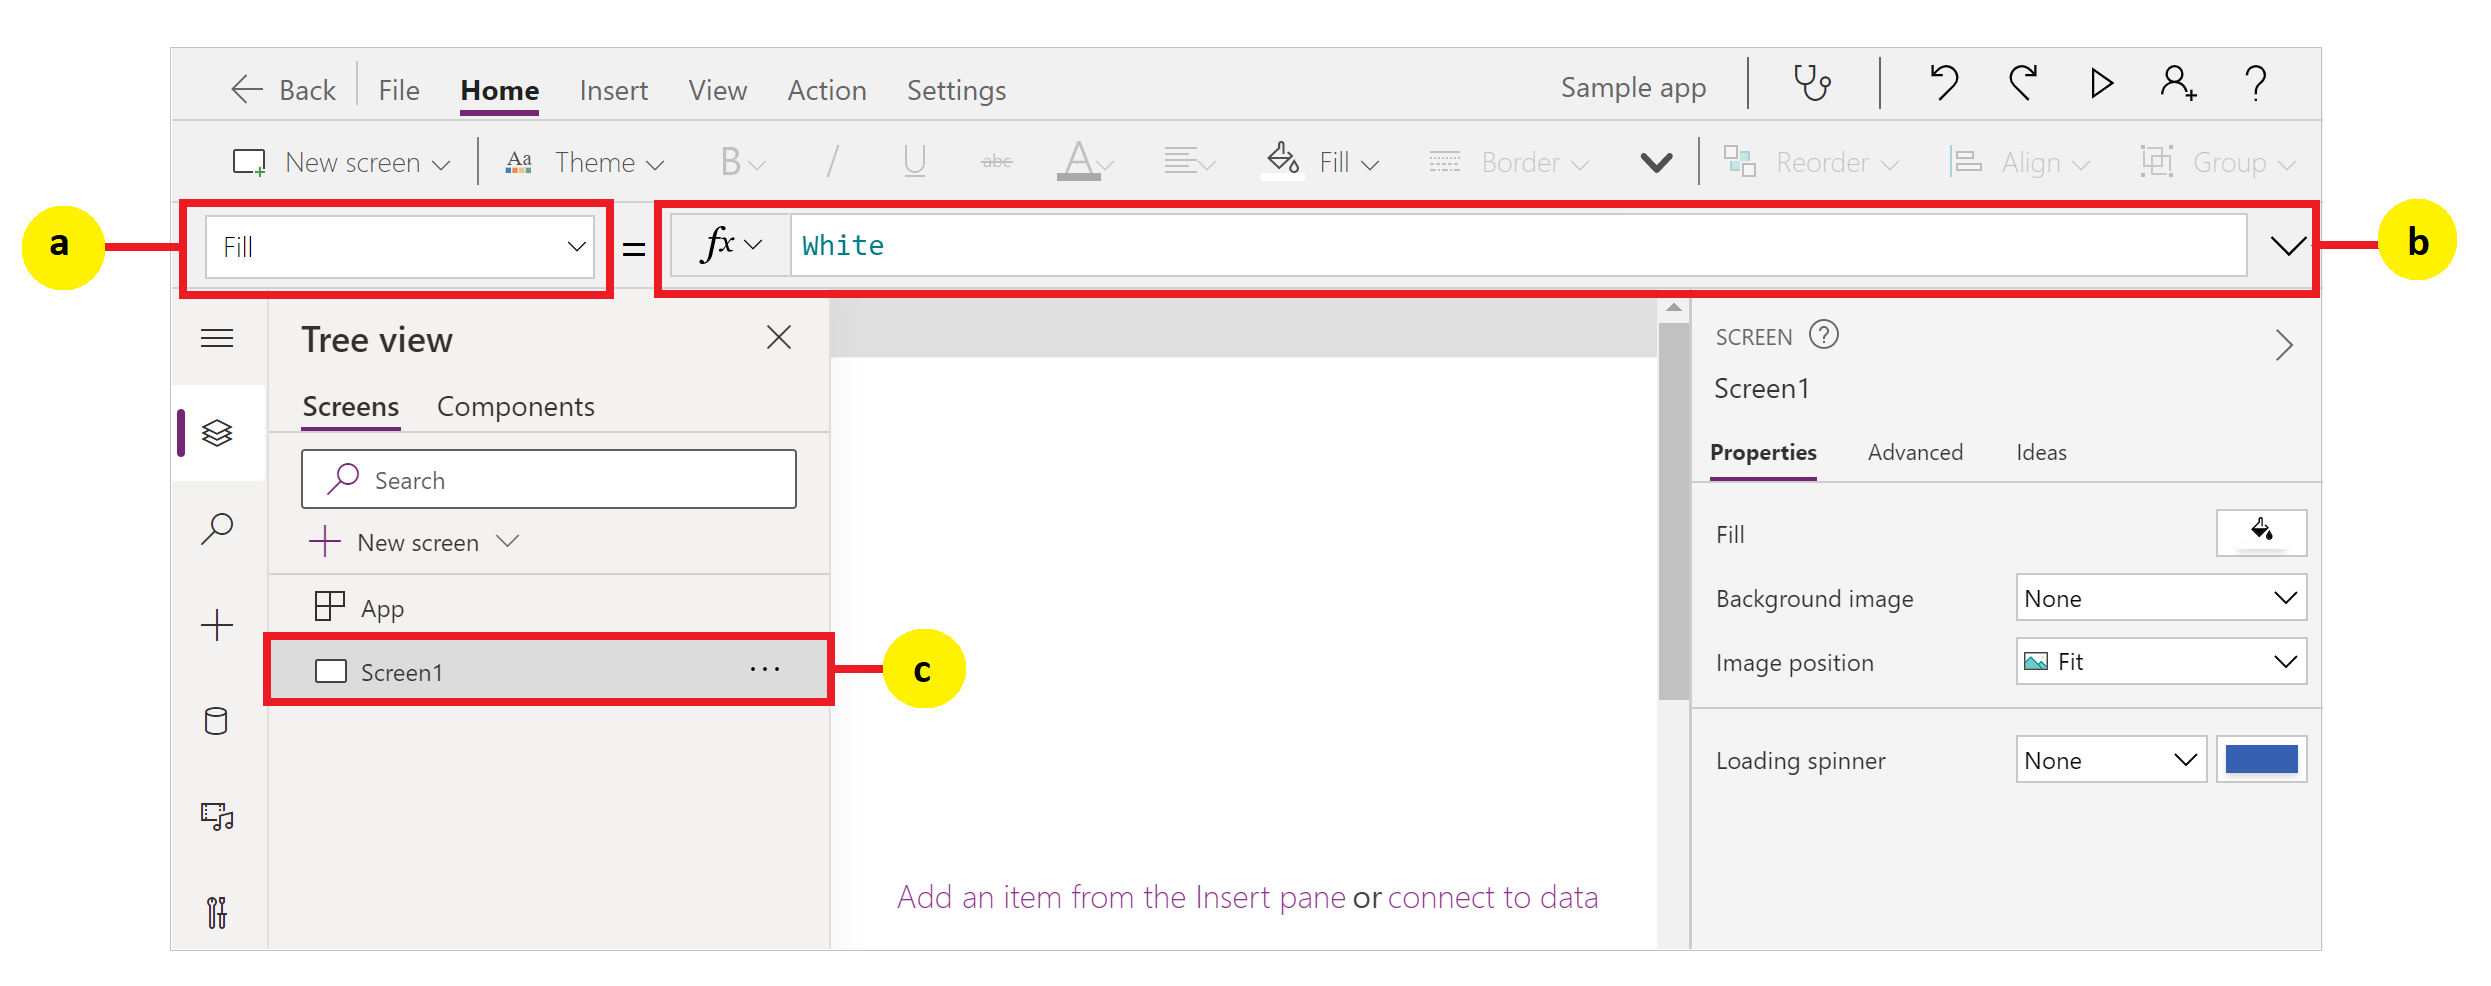 Back File Home Insert View Action Settings Sample app
New screen Aa Theme B / U abc A Fill Border Reorder Align Group
a Fill = fx White b
Tree view
SCREEN ?
Screen1
Screens Components
Properties Advanced Ideas
Search
New screen
Fill
App
Background image None
Screen1 ... c
Image position Fit
Loading spinner None
Add an item from the Insert pane or connect to data